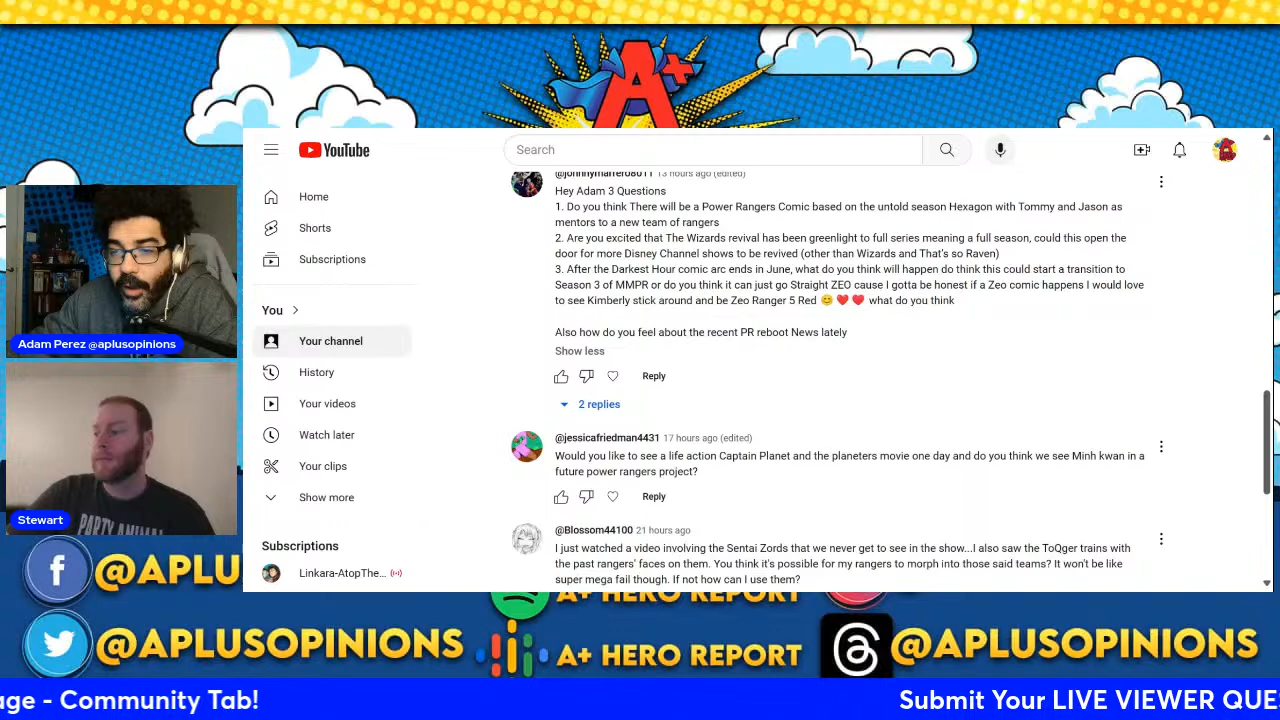 A+
YouTube
Search
Home
Shorts
Subscriptions
You
Your channel
History
Your videos
Watch later
Your clips
Show more
Subscriptions
Linkara-AtopThe...
@johnnymarrero8011 13 hours ago (edited)
Hey Adam 3 Questions
1. Do you think There will be a Power Rangers Comic based on the untold season Hexagon with Tommy and Jason as
mentors to a new team of rangers
2. Are you excited that The Wizards revival has been greenlight to full series meaning a full season, could this open the
door for more Disney Channel shows to be revived (other than Wizards and That's so Raven)
3. After the Darkest Hour comic arc ends in June, what do you think will happen do think this could start a transition to
Season 3 of MMPR or do you think it can just go Straight ZEO cause I gotta be honest if a Zeo comic happens I would love
to see Kimberly stick around and be Zeo Ranger 5 Red 😊 ❤️ ❤️ what do you think
Also how do you feel about the recent PR reboot News lately
Show less
Reply
2 replies
@jessicafriedman4431 17 hours ago (edited)
Would you like to see a life action Captain Planet and the planeters movie one day and do you think we see Minh kwan in a
future power rangers project?
Reply
@Blossom44100 21 hours ago
I just watched a video involving the Sentai Zords that we never get to see in the show...I also saw the ToQger trains with
the past rangers' faces on them. You think it's possible for my rangers to morph into those said teams? It won't be like
super mega fail though. If not how can I use them?
Adam Perez @aplusopinions
PARTY ANIMAL
Stewart
f
@APLU
A+ HERO REPORT
@APLUSOPINIONS
A+ HERO REPORT
@APLUSOPINIONS
age - Community Tab!
Submit Your LIVE VIEWER QUE